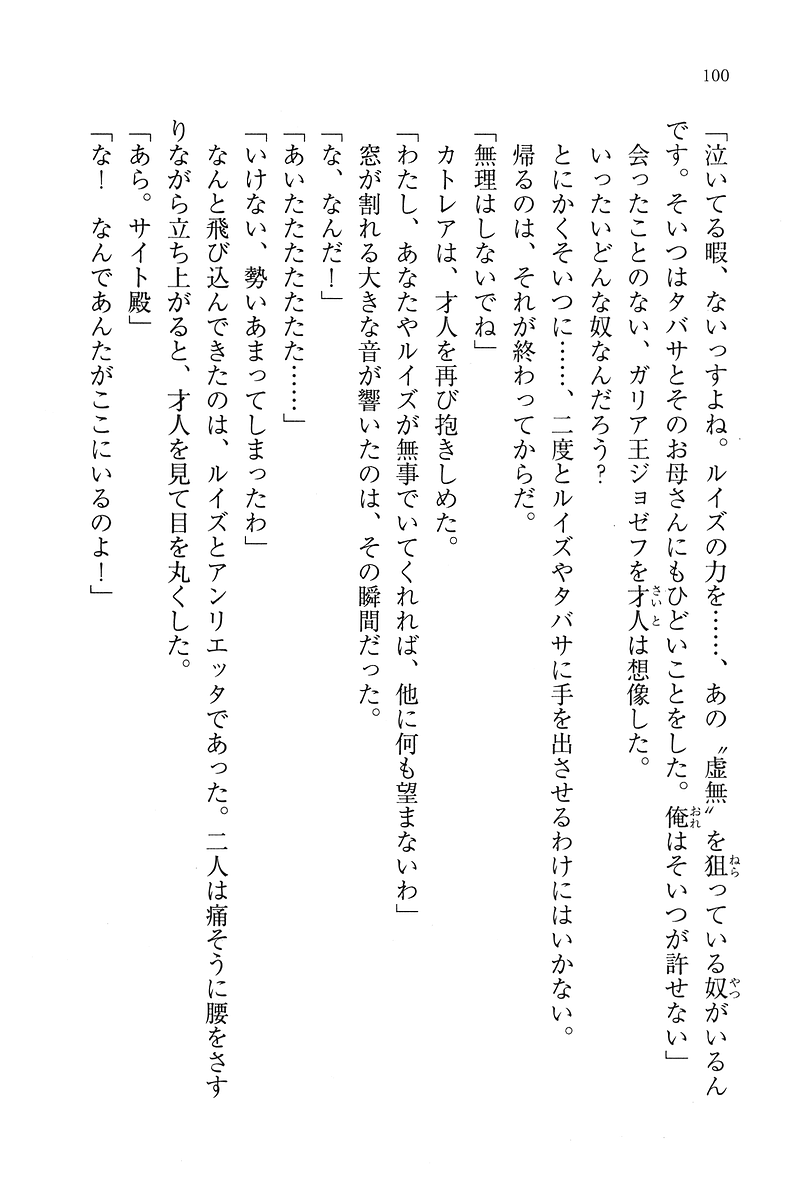 100
「泣いてる暇、ないっすよね。ルイズの力を……、あの〝虚無〟を狙っている奴がいるん
です。そいつはタバサとそのお母さんにもひどいことをした。俺はそいつが許せない」
会ったことのない、ガリア王ジョゼフを才人は想像した。
いったいどんな奴なんだろう?
とにかくそいつに……、二度とルイズやタバサに手を出させるわけにはいかない。
帰るのは、それが終わってからだ。
「無理はしないでね」
カトレアは、才人を再び抱きしめた。
「わたし、あなたやルイズが無事でいてくれれば、他に何も望まないわ」
窓が割れる大きな音が響いたのは、その瞬間だった。
「な、なんだ!」
「あいたたたたたた……」
「いけない、勢いあまってしまったわ」
なんと飛び込んできたのは、ルイズとアンリエッタであった。二人は痛そうに腰をさす
りながら立ち上がると、才人を見て目を丸くした。
「あら。サイト殿」
「な! なんであんたがここにいるのよ!」